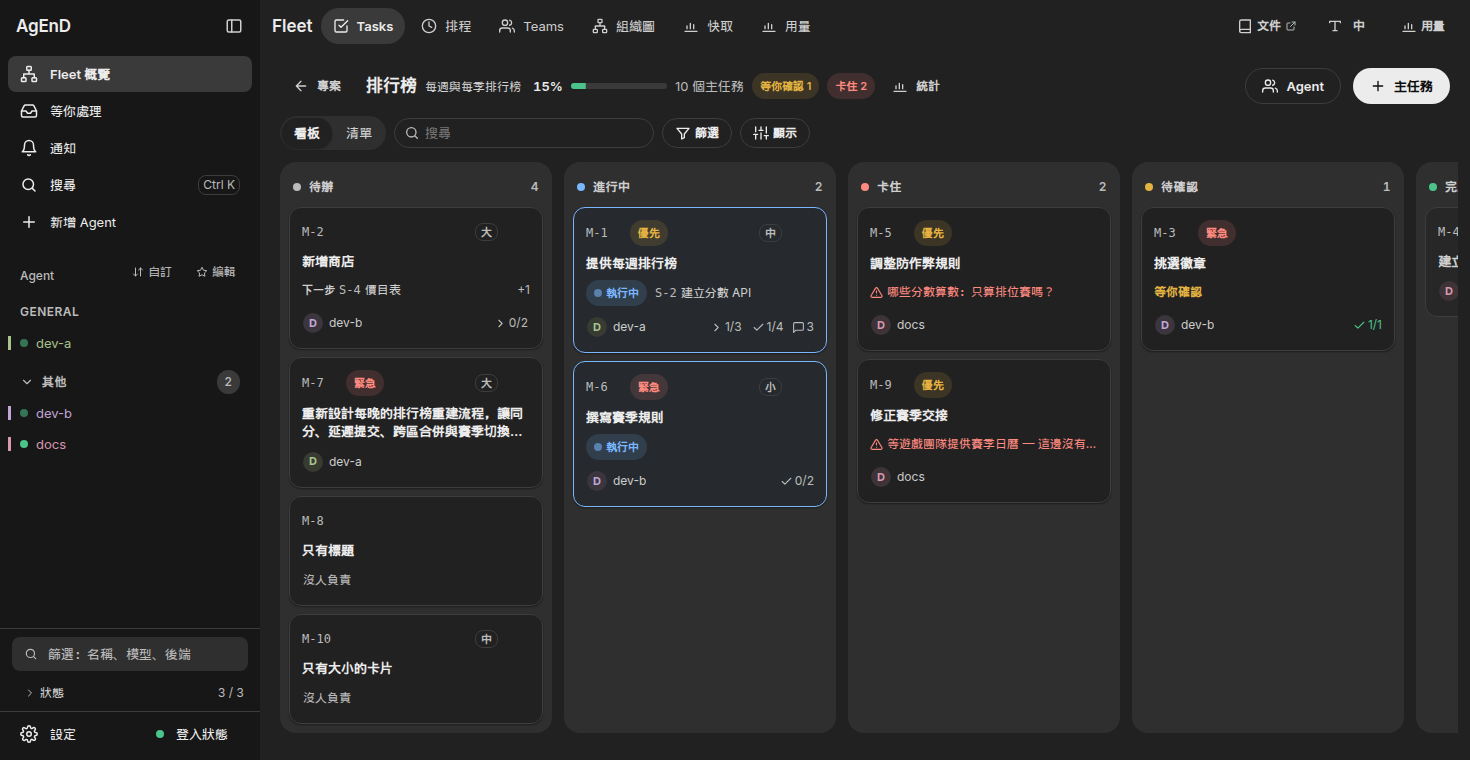 AgEnD
Fleet 概覽
等你處理
通知
搜尋 Ctrl K
新增 Agent
Agent 自訂 編輯
GENERAL
dev-a
其他 2
dev-b
docs
篩選：名稱、模型、後端
狀態 3 / 3
設定 登入狀態
Fleet Tasks 排程 Teams 組織圖 快取 用量 文件 中 用量
專案 排行榜 每週與每季排行榜 15% 10 個主任務 等你確認 1 卡住 2 統計 Agent 主任務
看板 清單 搜尋 篩選 顯示
待辦 4
M-2 大
新增商店
下一步 S-4 價目表 +1
D dev-b 0/2
M-7 緊急 大
重新設計每晚的排行榜重建流程，讓同
分、延遲提交、跨區合併與賽季切換...
D dev-a
M-8
只有標題
沒人負責
M-10 中
只有大小的卡片
沒人負責
進行中 2
M-1 優先 中
提供每週排行榜
執行中 S-2 建立分數 API
D dev-a 1/3 1/4 3
M-6 緊急 小
撰寫賽季規則
執行中
D dev-b 0/2
卡住 2
M-5 優先
調整防作弊規則
哪些分數算數：只算排位賽嗎？
D docs
M-9 優先
修正賽季交接
等遊戲團隊提供賽季日曆 — 這邊沒有...
D docs
待確認 1
M-3 緊急
挑選徽章
等你確認
D dev-b 1/1
完
M-4
建立
D